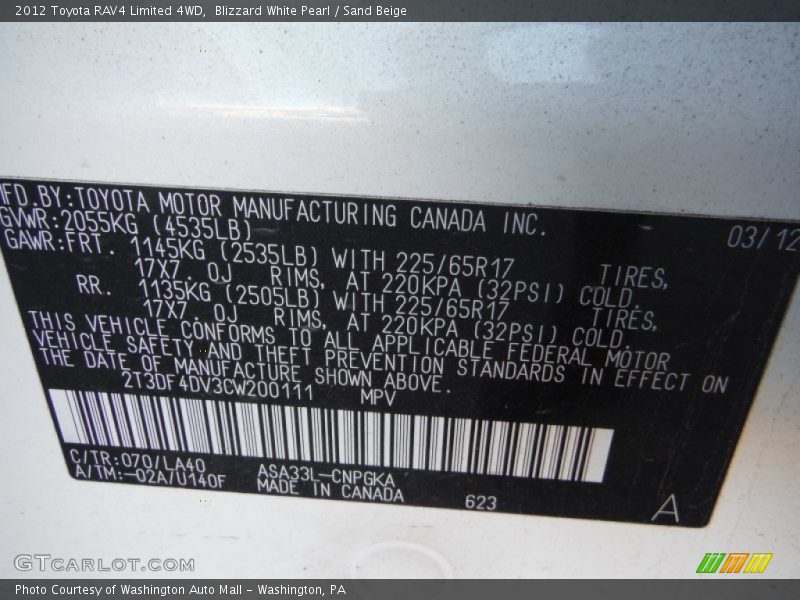 2012 Toyota RAV4 Limited 4WD, Blizzard White Pearl / Sand Beige
MFD.BY:TOYOTA MOTOR MANUFACTURING CANADA INC. 03/12
GVWR:2055KG (4535LB)
GAWR:FRT. 1145KG (2535LB) WITH 225/65R17 TIRES,
17X7.0J RIMS, AT 220KPA (32PSI) COLD,
RR. 1135KG (2505LB) WITH 225/65R17 TIRES,
17X7.0J RIMS, AT 220KPA (32PSI) COLD.
THIS VEHICLE CONFORMS TO ALL APPLICABLE FEDERAL MOTOR
VEHICLE SAFETY AND THEFT PREVENTION STANDARDS IN EFFECT ON
THE DATE OF MANUFACTURE SHOWN ABOVE.
2T3DF4DV3CW200111 MPV
C/TR:070/LA40 ASA33L-CNPGKA
A/TM:-02A/U140F MADE IN CANADA 623 A
GTCARLOT.COM
Photo Courtesy of Washington Auto Mall - Washington, PA